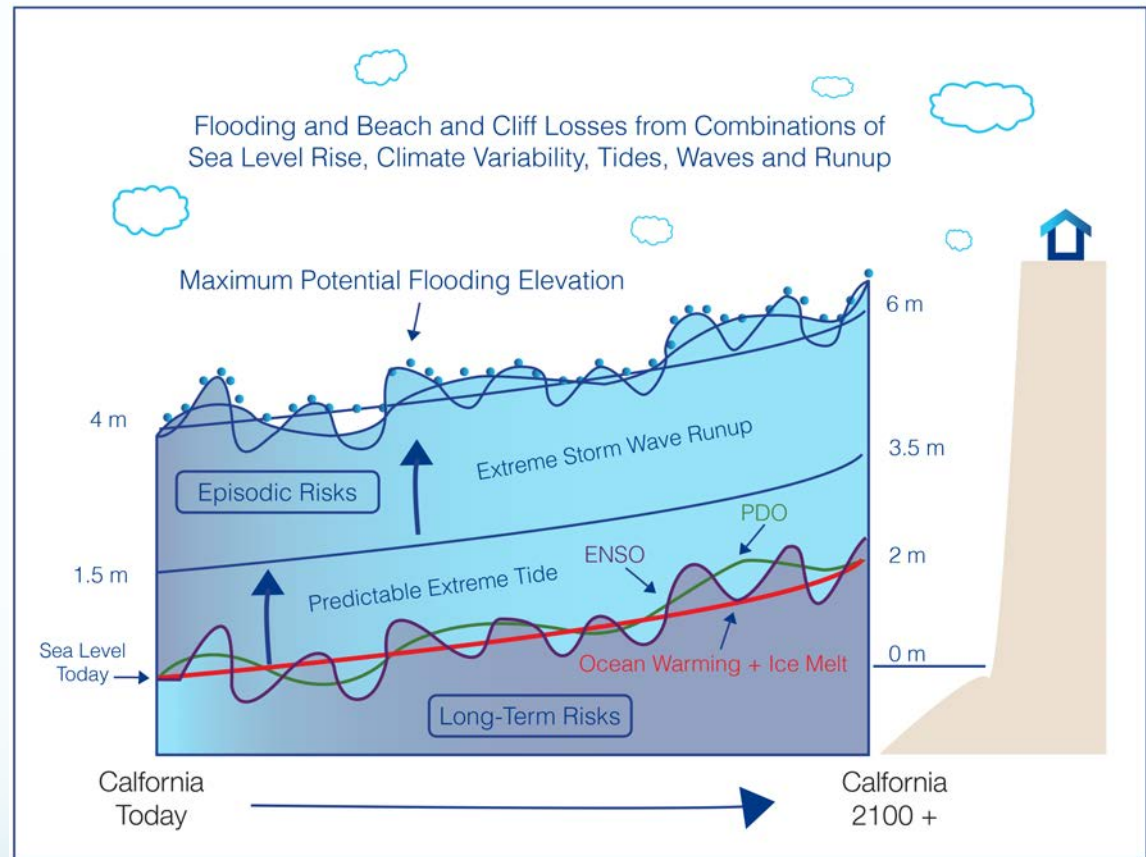 Flooding and Beach and Cliff Losses from Combinations of
Sea Level Rise, Climate Variability, Tides, Waves and Runup
Maximum Potential Flooding Elevation
6 m
4 m
Extreme Storm Wave Runup
3.5 m
Episodic Risks
PDO
ENSO
2 m
1.5 m
Predictable Extreme Tide
Sea Level
Today
0 m
Ocean Warming + Ice Melt
Long-Term Risks
Calfornia
Today
Calfornia
2100 +